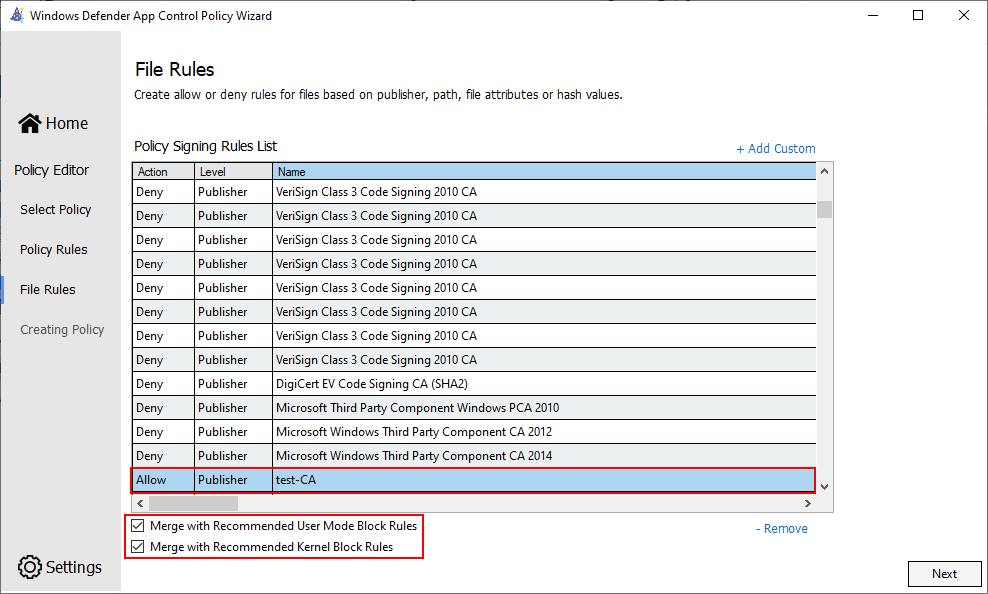 Windows Defender App Control Policy Wizard
Home
Policy Editor
Select Policy
Policy Rules
File Rules
Creating Policy
Settings
File Rules
Create allow or deny rules for files based on publisher, path, file attributes or hash values.
Policy Signing Rules List
+ Add Custom
Action Level Name
Deny Publisher VeriSign Class 3 Code Signing 2010 CA
Deny Publisher VeriSign Class 3 Code Signing 2010 CA
Deny Publisher VeriSign Class 3 Code Signing 2010 CA
Deny Publisher VeriSign Class 3 Code Signing 2010 CA
Deny Publisher VeriSign Class 3 Code Signing 2010 CA
Deny Publisher VeriSign Class 3 Code Signing 2010 CA
Deny Publisher VeriSign Class 3 Code Signing 2010 CA
Deny Publisher VeriSign Class 3 Code Signing 2010 CA
Deny Publisher DigiCert EV Code Signing CA (SHA2)
Deny Publisher Microsoft Third Party Component Windows PCA 2010
Deny Publisher Microsoft Windows Third Party Component CA 2012
Deny Publisher Microsoft Windows Third Party Component CA 2014
Allow Publisher test-CA
Merge with Recommended User Mode Block Rules
Merge with Recommended Kernel Block Rules
- Remove
Next